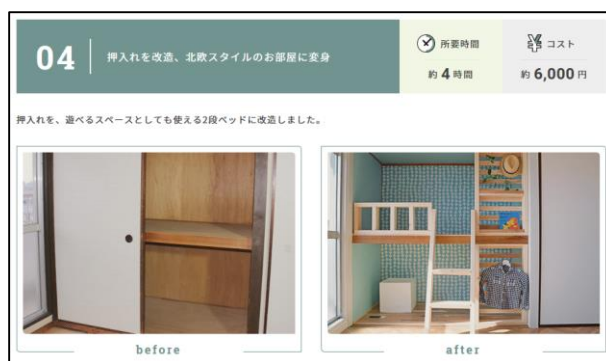 04
押入れを改造、北欧スタイルのお部屋に変身
所要時間
約 4 時間
コスト
約 6,000 円
押入れを、遊べるスペースとしても使える2段ベッドに改造しました。
before
after